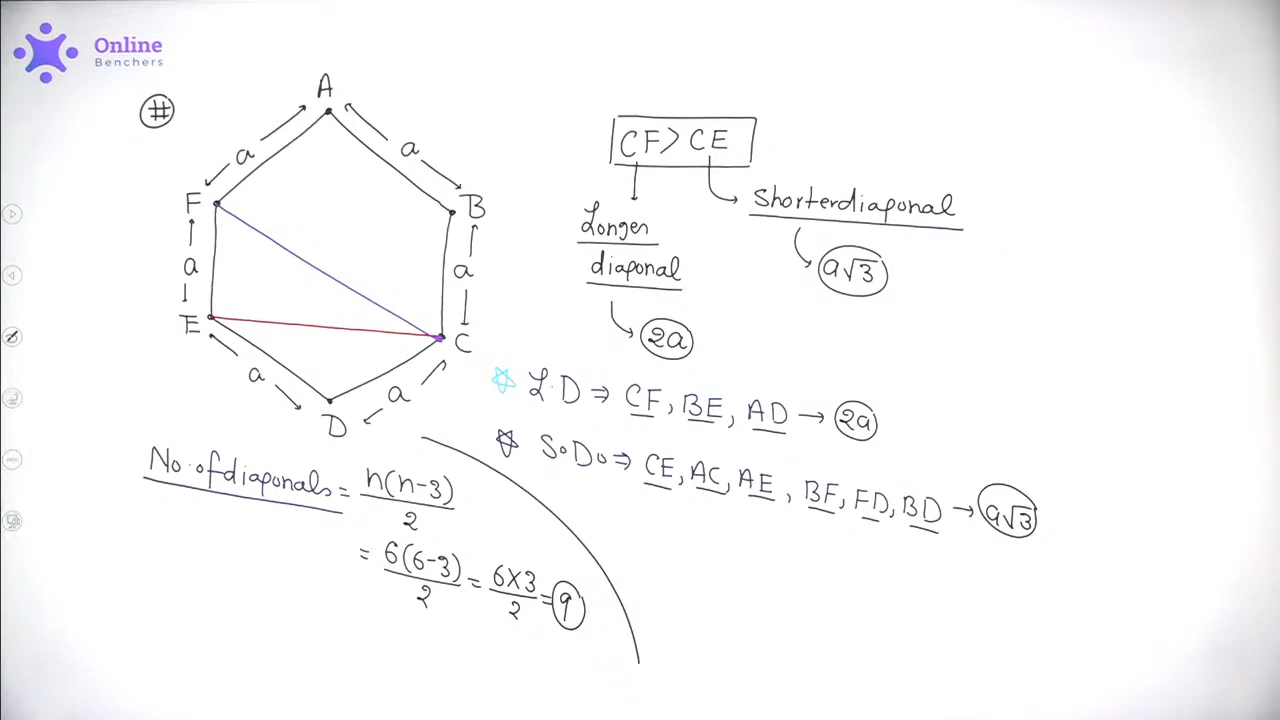 Online
Benchers
#
A
a
a
F
B
a
a
E
C
a
a
D
CF > CE
Longer
diagonal
2a
Shorterdiagonal
a√3
☆ L.D ⇒ CF, BE, AD → 2a
☆ S.D. ⇒ CE, AC, AE, BF, FD, BD → a√3
No. of diagonals = n(n-3)/2
= 6(6-3)/2 = 6×3/2 = 9